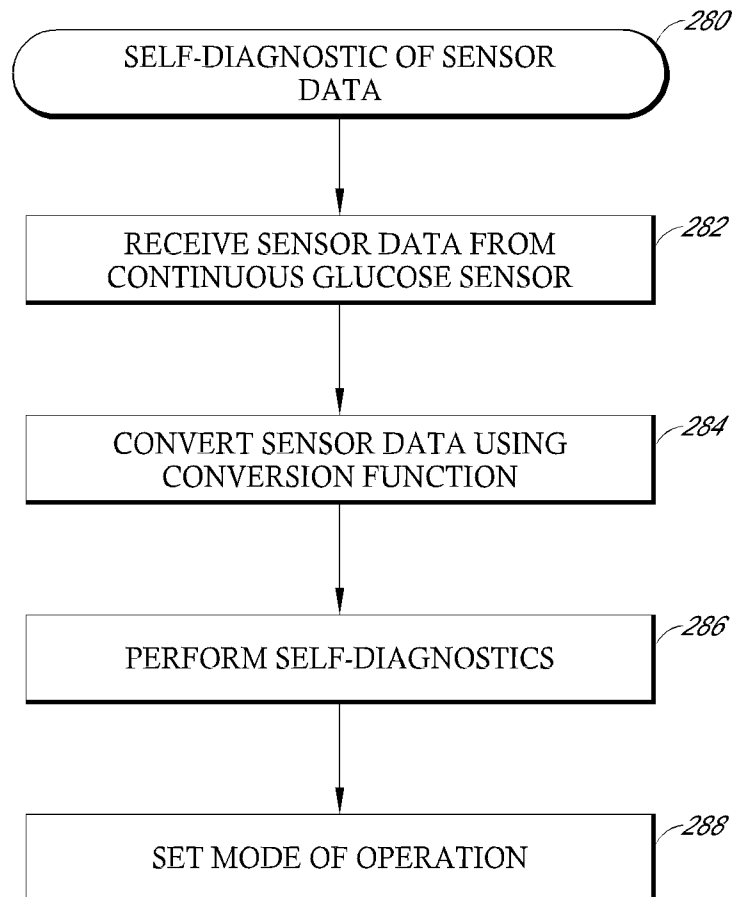 280
SELF-DIAGNOSTIC OF SENSOR
DATA
282
RECEIVE SENSOR DATA FROM
CONTINUOUS GLUCOSE SENSOR
284
CONVERT SENSOR DATA USING
CONVERSION FUNCTION
286
PERFORM SELF-DIAGNOSTICS
288
SET MODE OF OPERATION